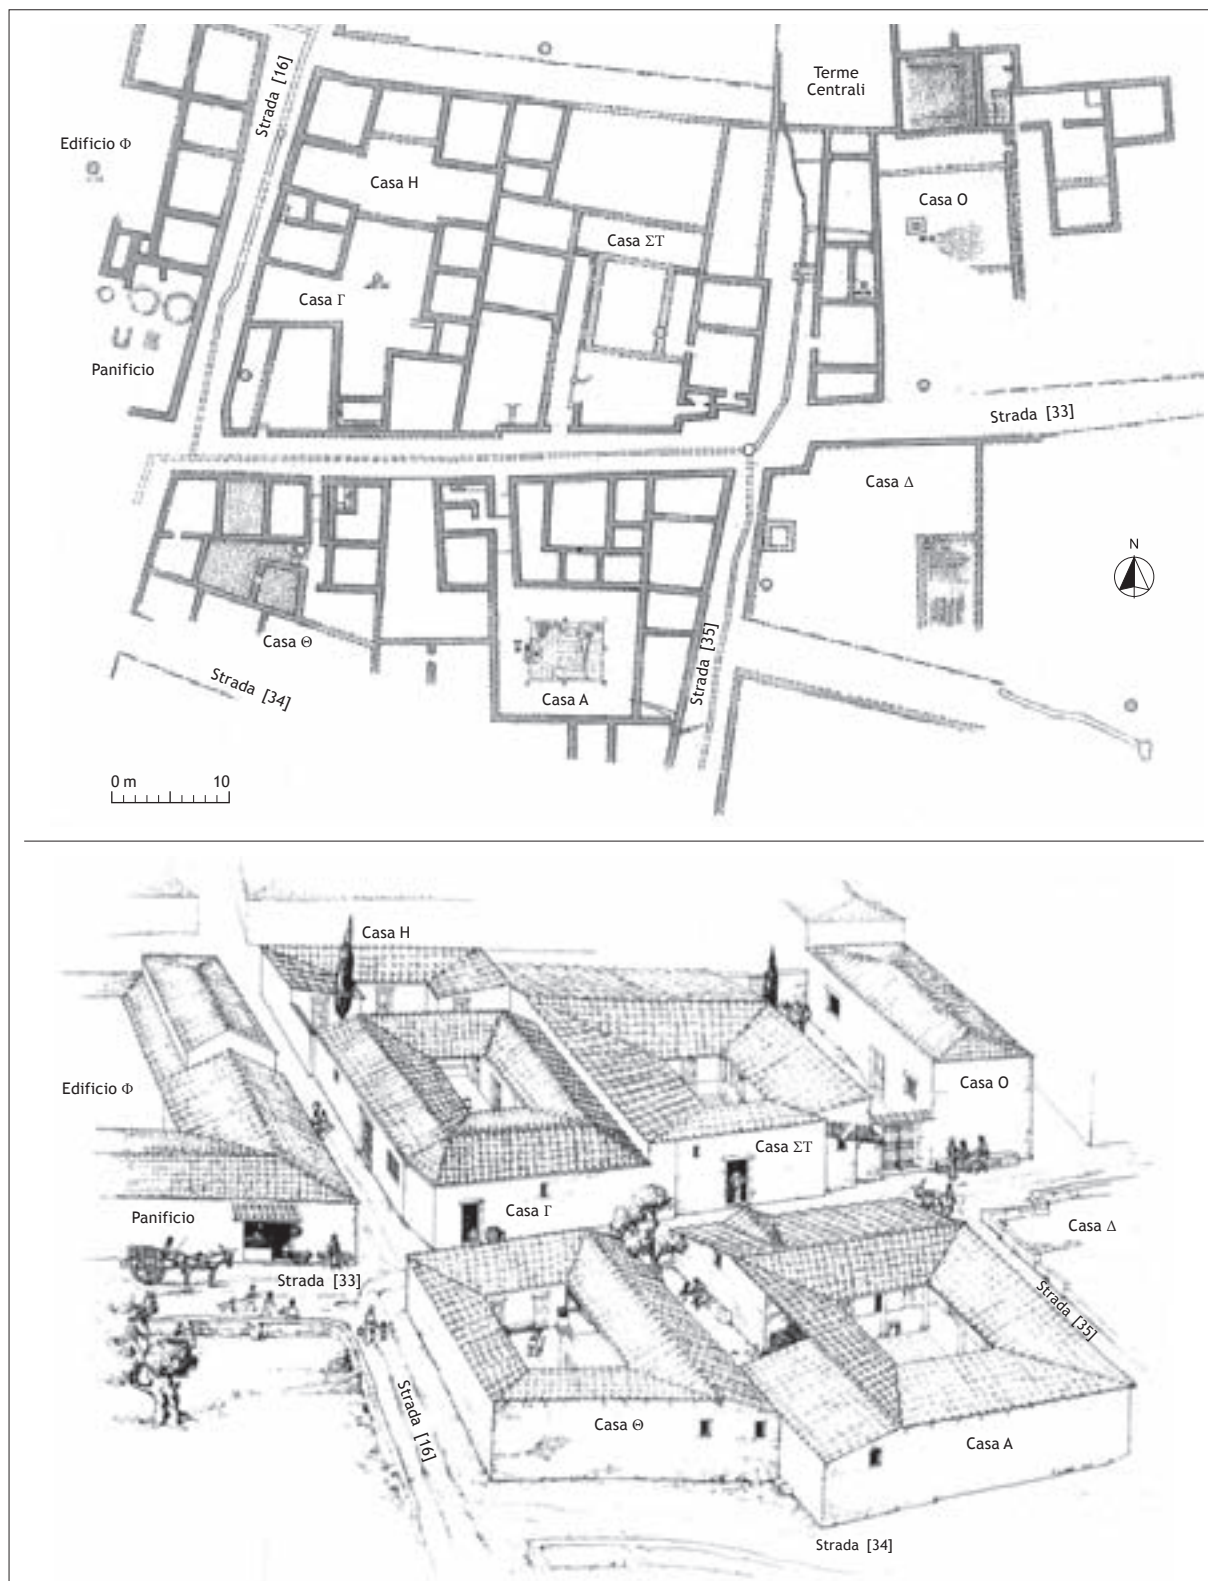 Terme
Centrali
Strada [16]
Edificio Φ
Casa H
Casa O
Casa ΣΤ
Casa Γ
Panificio
Strada [33]
Casa Δ
N
Casa Θ
Strada [34]
Strada [35]
Casa A
0 m 10
Casa H
Edificio Φ
Casa O
Casa ΣΤ
Casa Γ
Panificio
Casa Δ
Strada [33]
Strada [35]
Strada [16]
Casa Θ
Casa A
Strada [34]